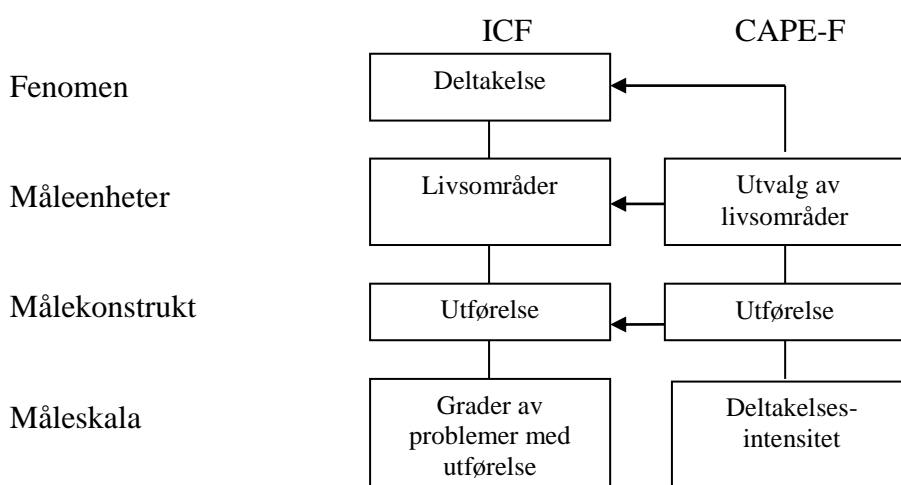 ICF CAPE-F
Fenomen
Deltakelse
Måleenheter
Livsområder
Utvalg av
livsområder
Målekonstrukt
Utførelse
Utførelse
Måleskala
Grader av
problemer med
utførelse
Deltakelses-
intensitet